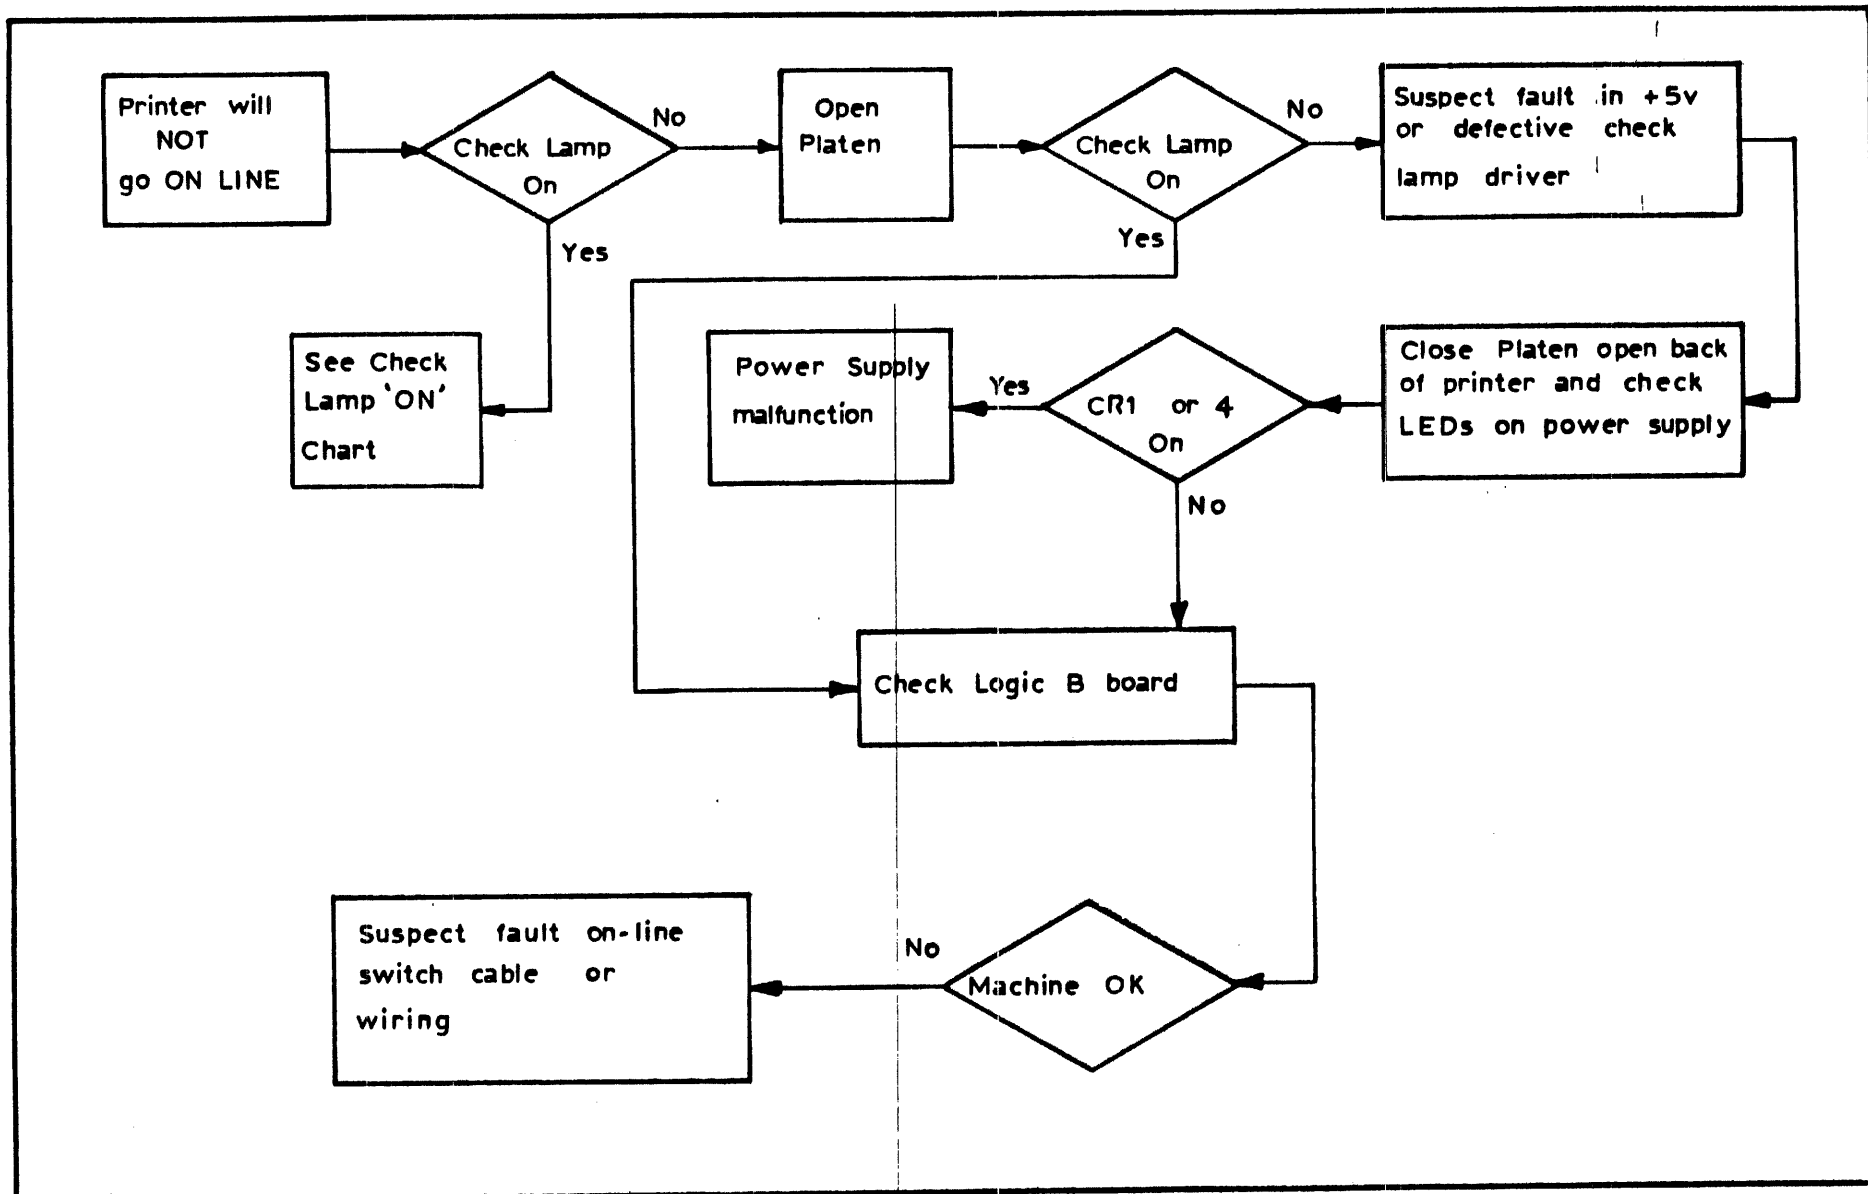 Printer will
NOT
go ON LINE
Check Lamp
On
No
Yes
Open
Platen
Check Lamp
On
No
Yes
Suspect fault in +5v
or defective check
lamp driver
See Check
Lamp 'ON'
Chart
Power Supply
malfunction
Yes
CR1 or 4
On
No
Close Platen open back
of printer and check
LEDs on power supply
Check Logic B board
Suspect fault on-line
switch cable or
wiring
No
Machine OK